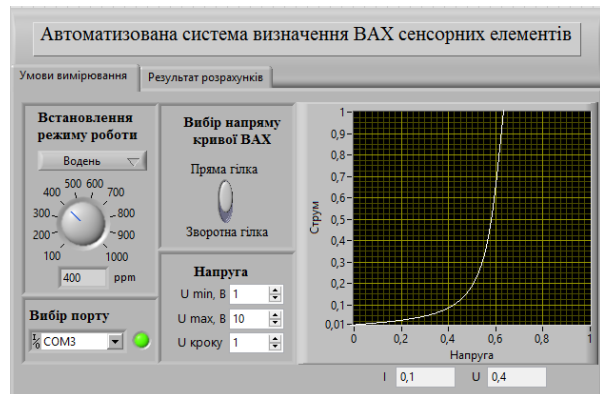 Автоматизована система визначення ВАХ сенсорних елементів
Умови вимірювання
Результат розрахунків
Встановлення
режиму роботи
Водень
400 500 600 700
300 800
200 900
100 1000
400 ppm
Вибір порту
I/0 COM3
Вибір напряму
кривої ВАХ
Пряма гілка
Зворотна гілка
Напруга
U min, В 1
U max, В 10
U кроку 1
Струм
1
0,9
0,8
0,7
0,6
0,5
0,4
0,3
0,2
0,1
0,01
0 0,2 0,4 0,6 0,8 1
Напруга
I 0,1 U 0,4